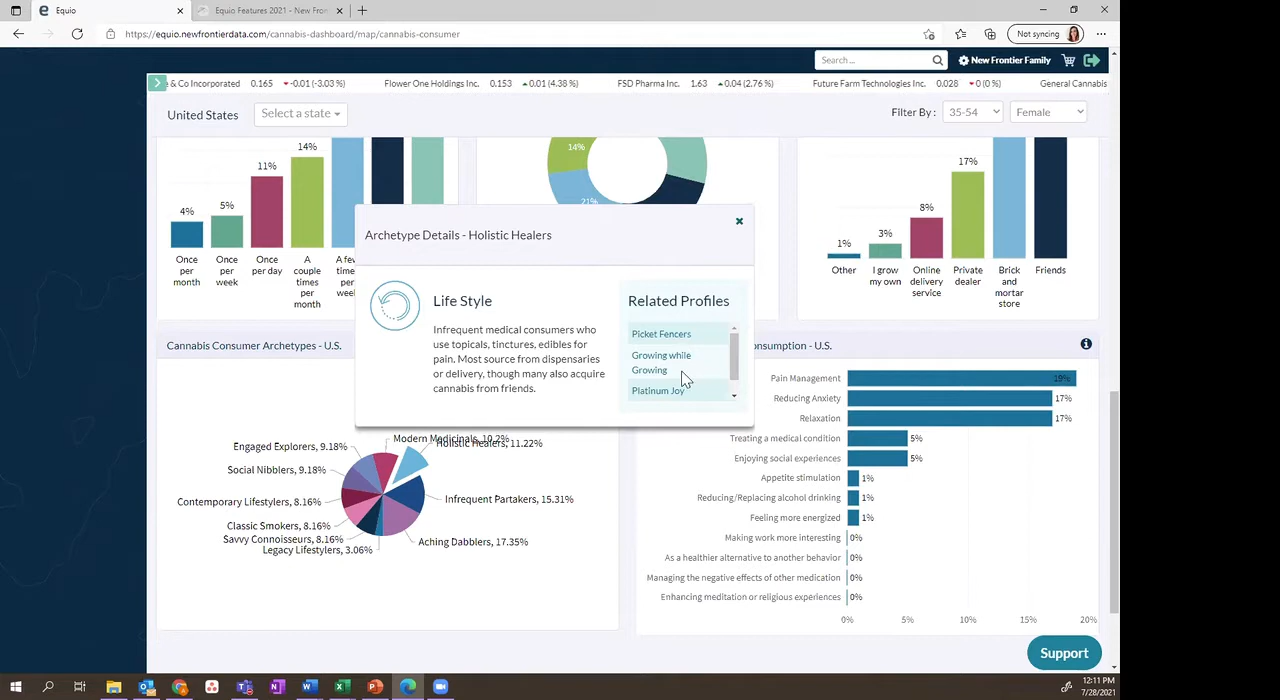 Equio
Equio Features 2021 - New Fron
https://equio.newfrontierdata.com/cannabis-dashboard/map/cannabis-consumer
Not syncing
Search...
New Frontier Family
& Co Incorporated 0.165 -0.01 (-3.03 %) Flower One Holdings Inc. 0.153 0.01 (4.38 %) FSD Pharma Inc. 1.63 0.04 (2.76 %) Future Farm Technologies Inc. 0.028 0 (0 %) General Cannabis
United States
Select a state
Filter By :
35-54
Female
4%
5%
11%
14%
Once per month
Once per week
Once per day
A couple times per month
A few
time
per
week
14%
21%
1%
3%
8%
17%
Other
I grow my own
Online delivery service
Private dealer
Brick and mortar store
Friends
Archetype Details - Holistic Healers
Life Style
Infrequent medical consumers who
use topicals, tinctures, edibles for
pain. Most source from dispensaries
or delivery, though many also acquire
cannabis from friends.
Related Profiles
Picket Fencers
Growing while
Growing
Platinum Joy
Cannabis Consumer Archetypes - U.S.
Modern Medicinals, 10.2%
Holistic Healers, 11.22%
Engaged Explorers, 9.18%
Social Nibblers, 9.18%
Infrequent Partakers, 15.31%
Contemporary Lifestylers, 8.16%
Classic Smokers, 8.16%
Savvy Connoisseurs, 8.16%
Aching Dabblers, 17.35%
Legacy Lifestylers, 3.06%
onsumption - U.S.
Pain Management 19%
Reducing Anxiety 17%
Relaxation 17%
Treating a medical condition 5%
Enjoying social experiences 5%
Appetite stimulation 1%
Reducing/Replacing alcohol drinking 1%
Feeling more energized 1%
Making work more interesting 0%
As a healthier alternative to another behavior 0%
Managing the negative effects of other medication 0%
Enhancing meditation or religious experiences 0%
0% 5% 10% 15% 20%
Support
12:11 PM
7/28/2021